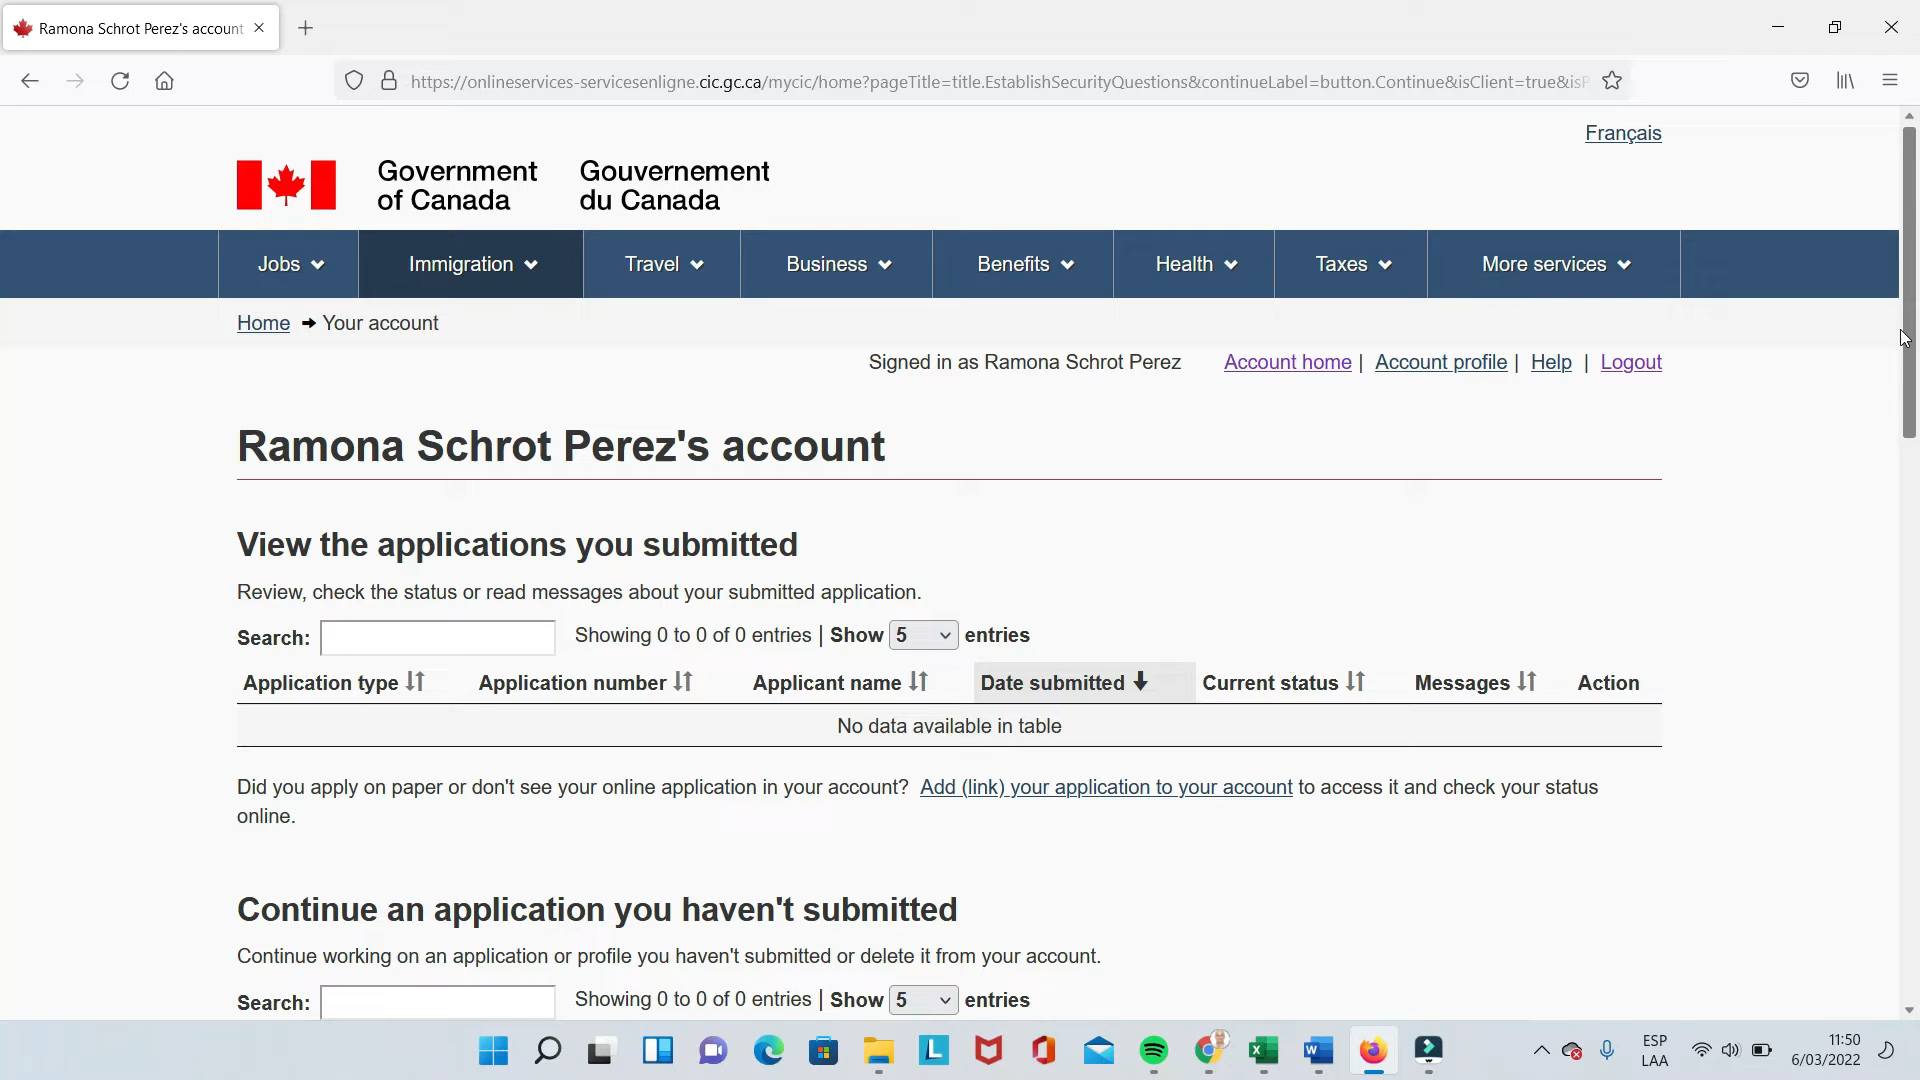 Ramona Schrot Perez's account
https://onlineservices-servicesenligne.cic.gc.ca/mycic/home?pageTitle=title.EstablishSecurityQuestions&continueLabel=button.Continue&isClient=true&isP
Français
Government of Canada
Gouvernement du Canada
Jobs Immigration Travel Business Benefits Health Taxes More services
Home Your account
Signed in as Ramona Schrot Perez Account home | Account profile | Help | Logout
Ramona Schrot Perez's account
View the applications you submitted
Review, check the status or read messages about your submitted application.
Search: Showing 0 to 0 of 0 entries | Show 5 entries
Application type Application number Applicant name Date submitted Current status Messages Action
No data available in table
Did you apply on paper or don't see your online application in your account? Add (link) your application to your account to access it and check your status
online.
Continue an application you haven't submitted
Continue working on an application or profile you haven't submitted or delete it from your account.
Search: Showing 0 to 0 of 0 entries | Show 5 entries
ESP
LAA
11:50
6/03/2022